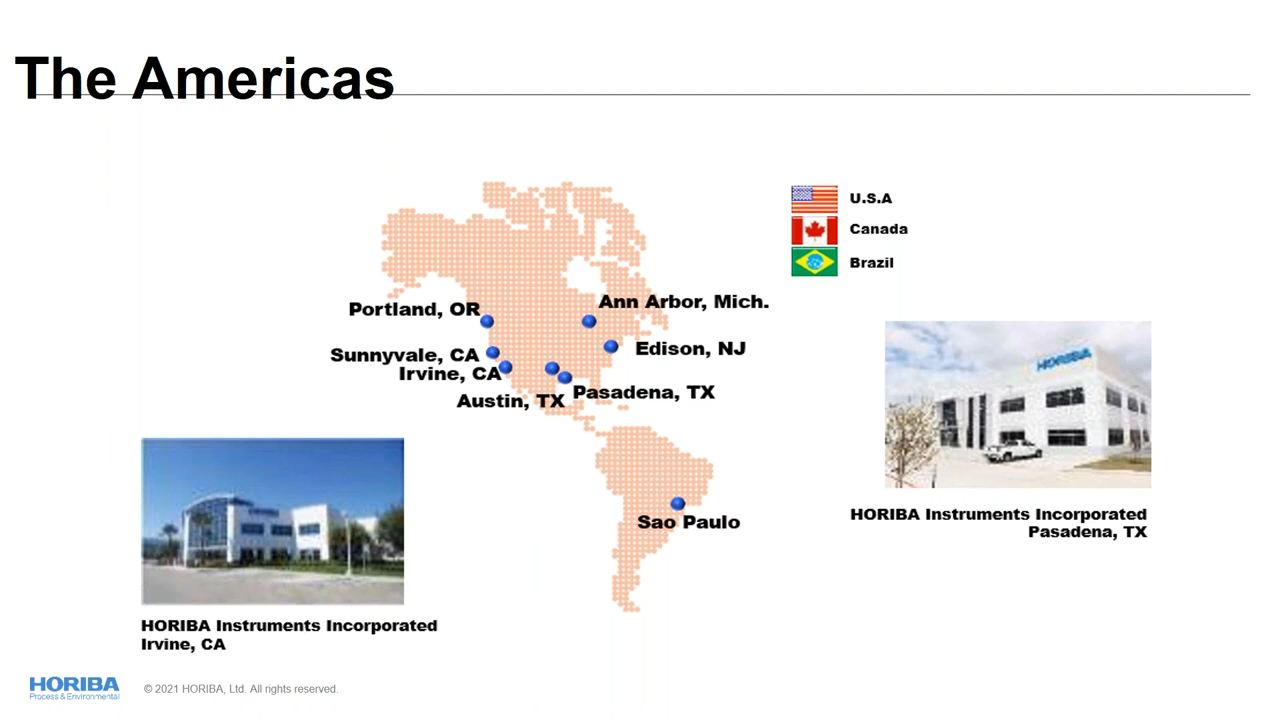 The Americas
U.S.A
Canada
Brazil
Portland, OR
Ann Arbor, Mich.
Sunnyvale, CA
Edison, NJ
Irvine, CA
Austin, TX
Pasadena, TX
Sao Paulo
HORIBA
HORIBA Instruments Incorporated
Pasadena, TX
HORIBA Instruments Incorporated
Irvine, CA
HORIBA
Process & Environmental
© 2021 HORIBA, Ltd. All rights reserved.